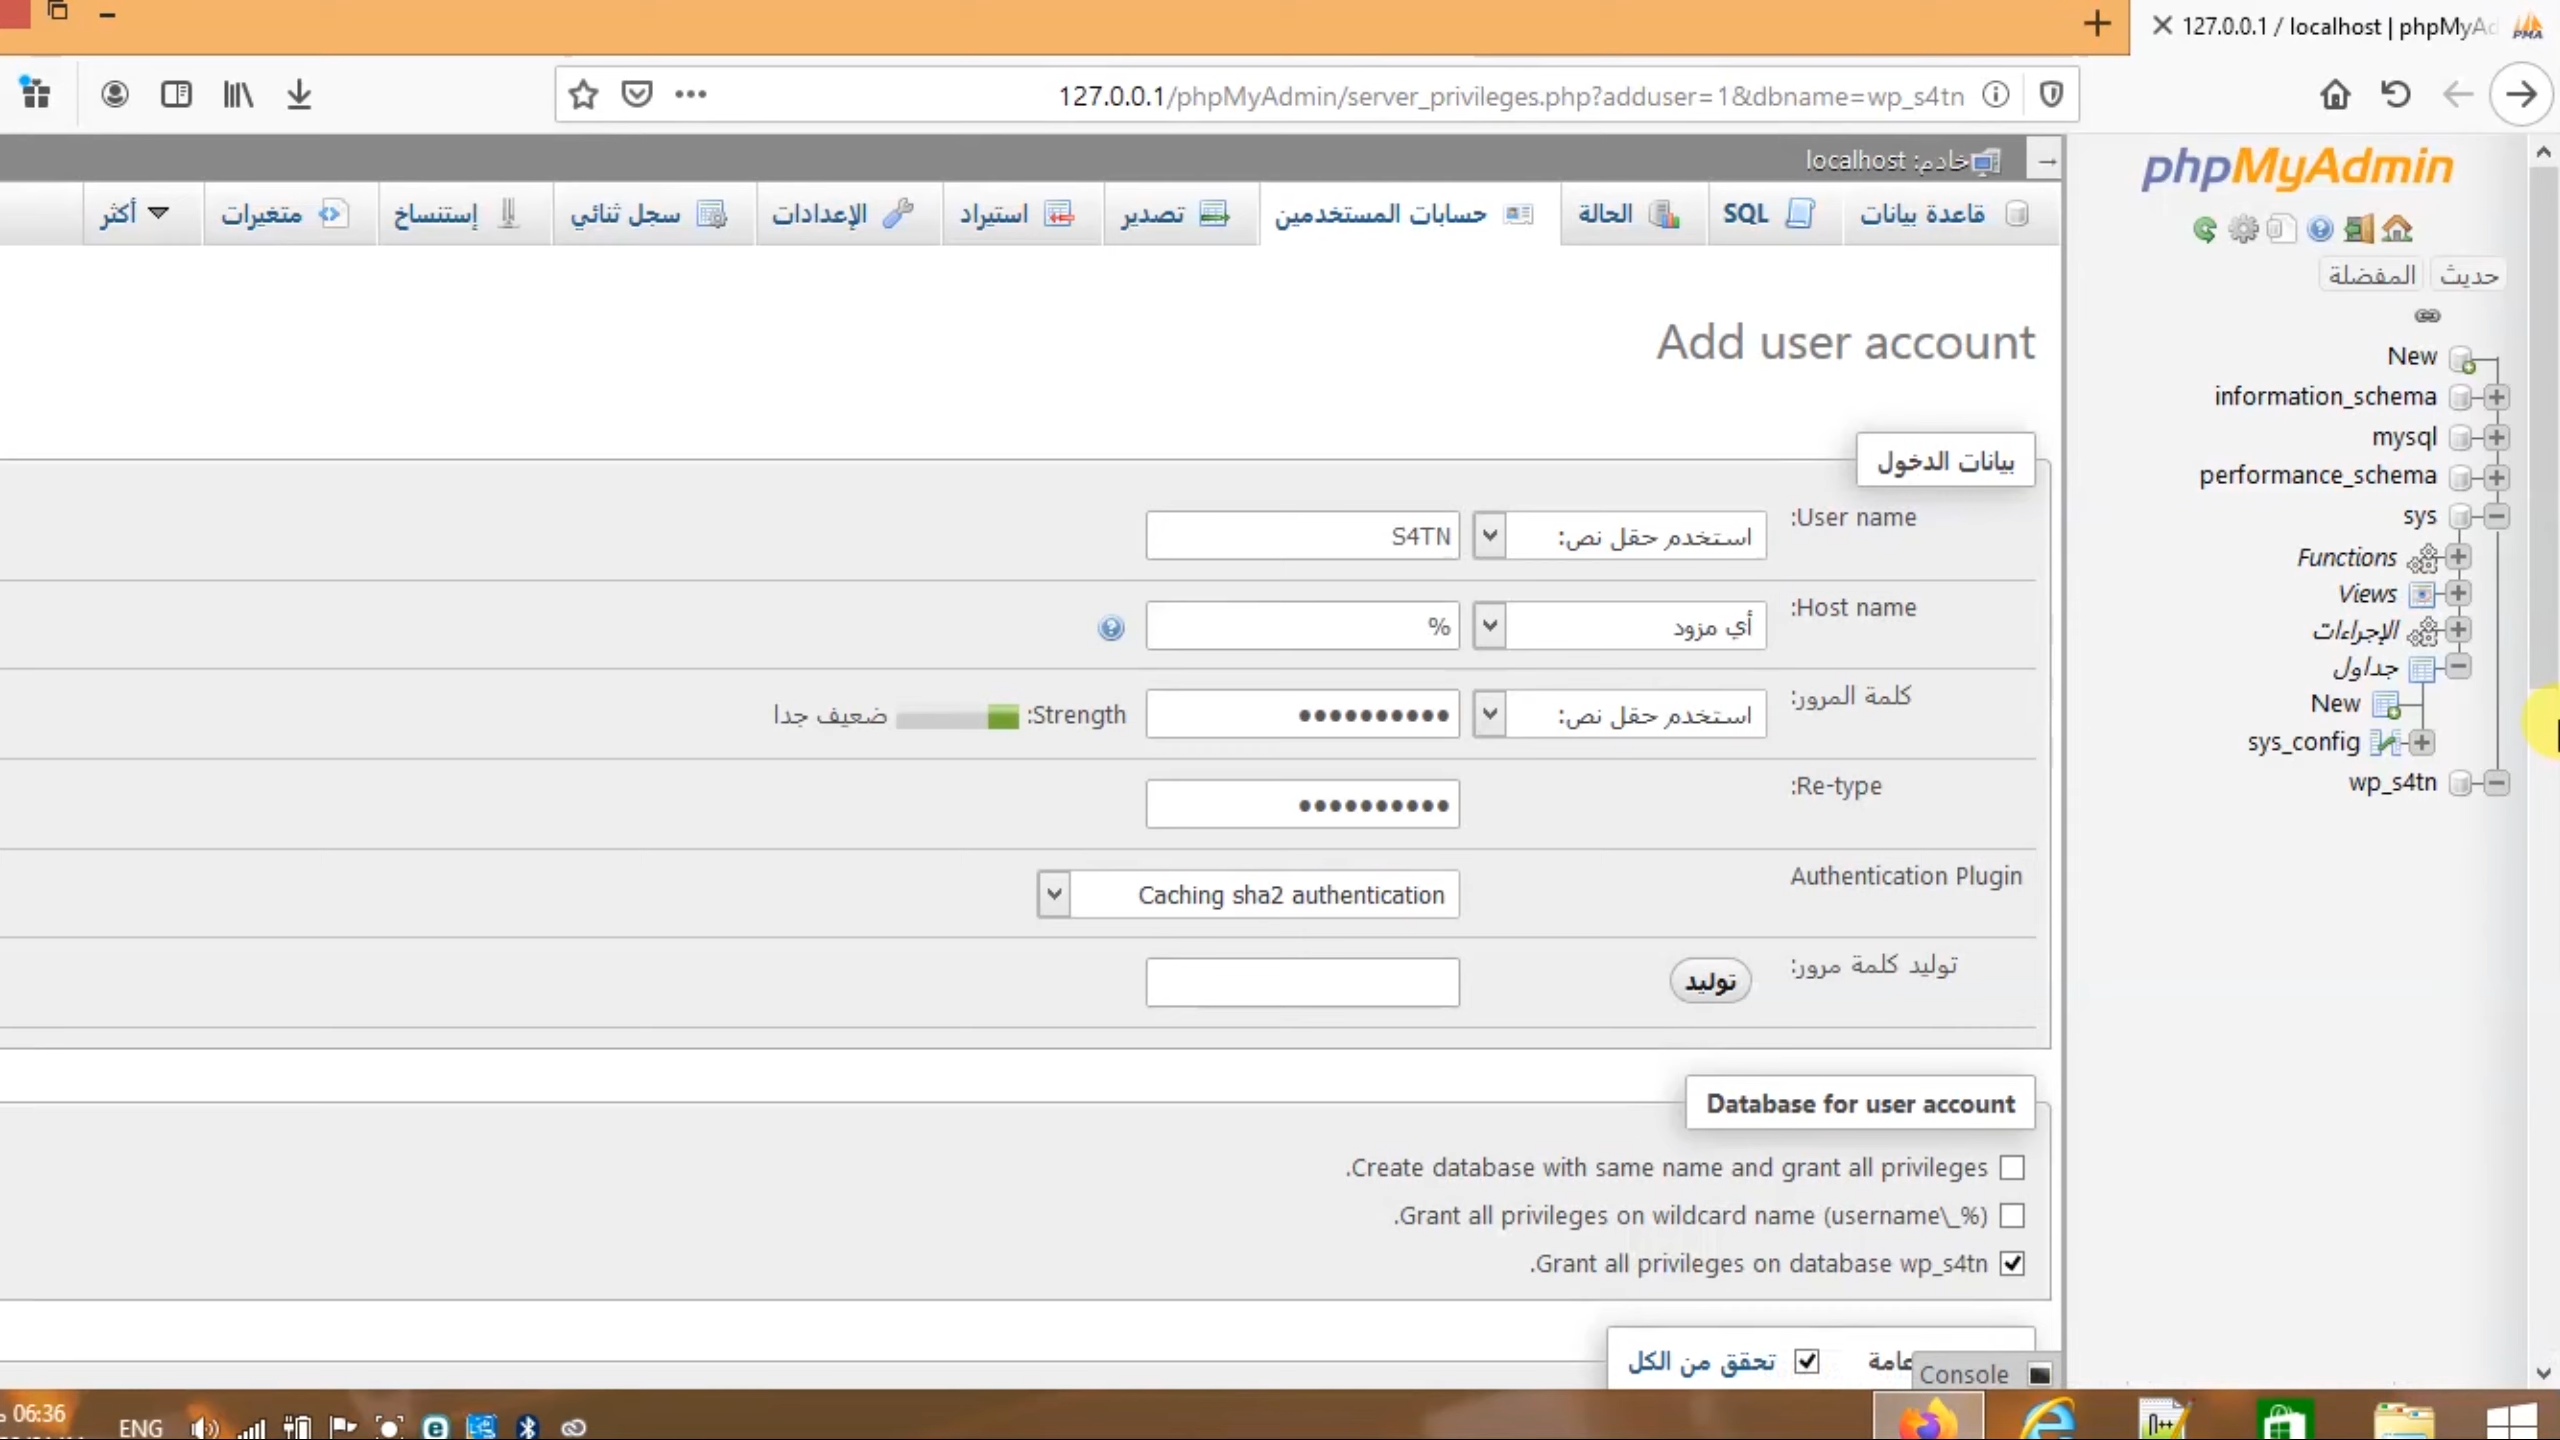 127.0.0.1 / localhost | phpMyAd
127.0.0.1/phpMyAdmin/server_privileges.php?adduser=1&dbname=wp_s4tn
phpMyAdmin
حديث
المفضلة
New
information_schema
mysql
performance_schema
sys
Functions
Views
الإجراءات
جداول
New
sys_config
wp_s4tn
خادم: localhost
قاعدة بيانات
SQL
الحالة
حسابات المستخدمين
تصدير
استيراد
الإعدادات
سجل ثنائي
إستنساخ
متغيرات
أكثر
Add user account
بيانات الدخول
User name:
استخدم حقل نص:
S4TN
Host name:
أي مزود
%
كلمة المرور:
استخدم حقل نص:
••••••••••
Strength:
ضعيف جدا
Re-type:
••••••••••
Authentication Plugin
Caching sha2 authentication
توليد كلمة مرور:
توليد
Database for user account
Create database with same name and grant all privileges.
Grant all privileges on wildcard name (username\_%).
Grant all privileges on database wp_s4tn.
عامة
تحقق من الكل
Console
ENG
06:36